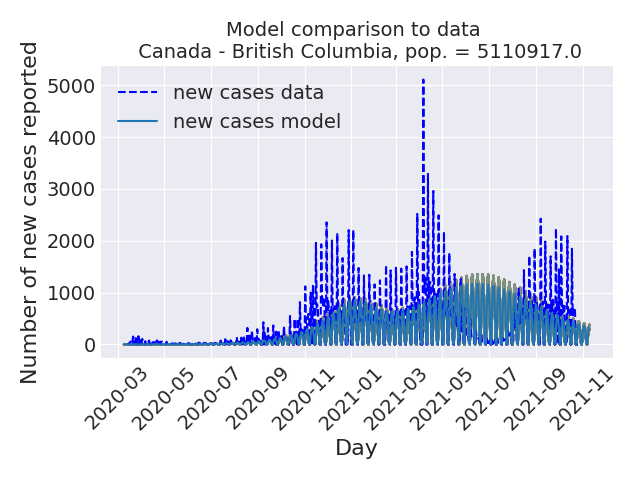 Model comparison to data
Canada - British Columbia, pop. = 5110917.0
Number of new cases reported
5000
4000
3000
2000
1000
0
new cases data
new cases model
2020-03
2020-05
2020-07
2020-09
2020-11
2021-01
2021-03
2021-05
2021-07
2021-09
2021-11
Day